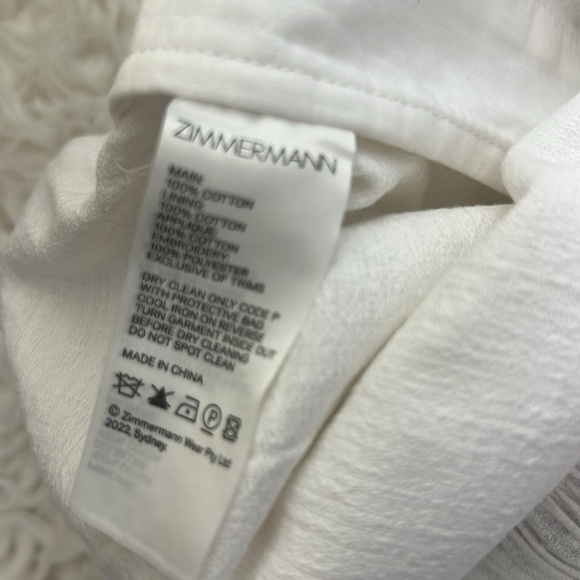 ZIMMERMANN
MAIN:
100% COTTON
LINING:
100% COTTON
APPLIQUE:
100% COTTON
EMBROIDERY:
100% POLYESTER
EXCLUSIVE OF TRIMS
DRY CLEAN ONLY CODE P
WITH PROTECTIVE BAG
COOL IRON ON REVERSE
TURN GARMENT INSIDE OUT
BEFORE DRY CLEANING
DO NOT SPOT CLEAN
MADE IN CHINA
P
© Zimmermann Wear Pty Ltd
2022, Sydney.